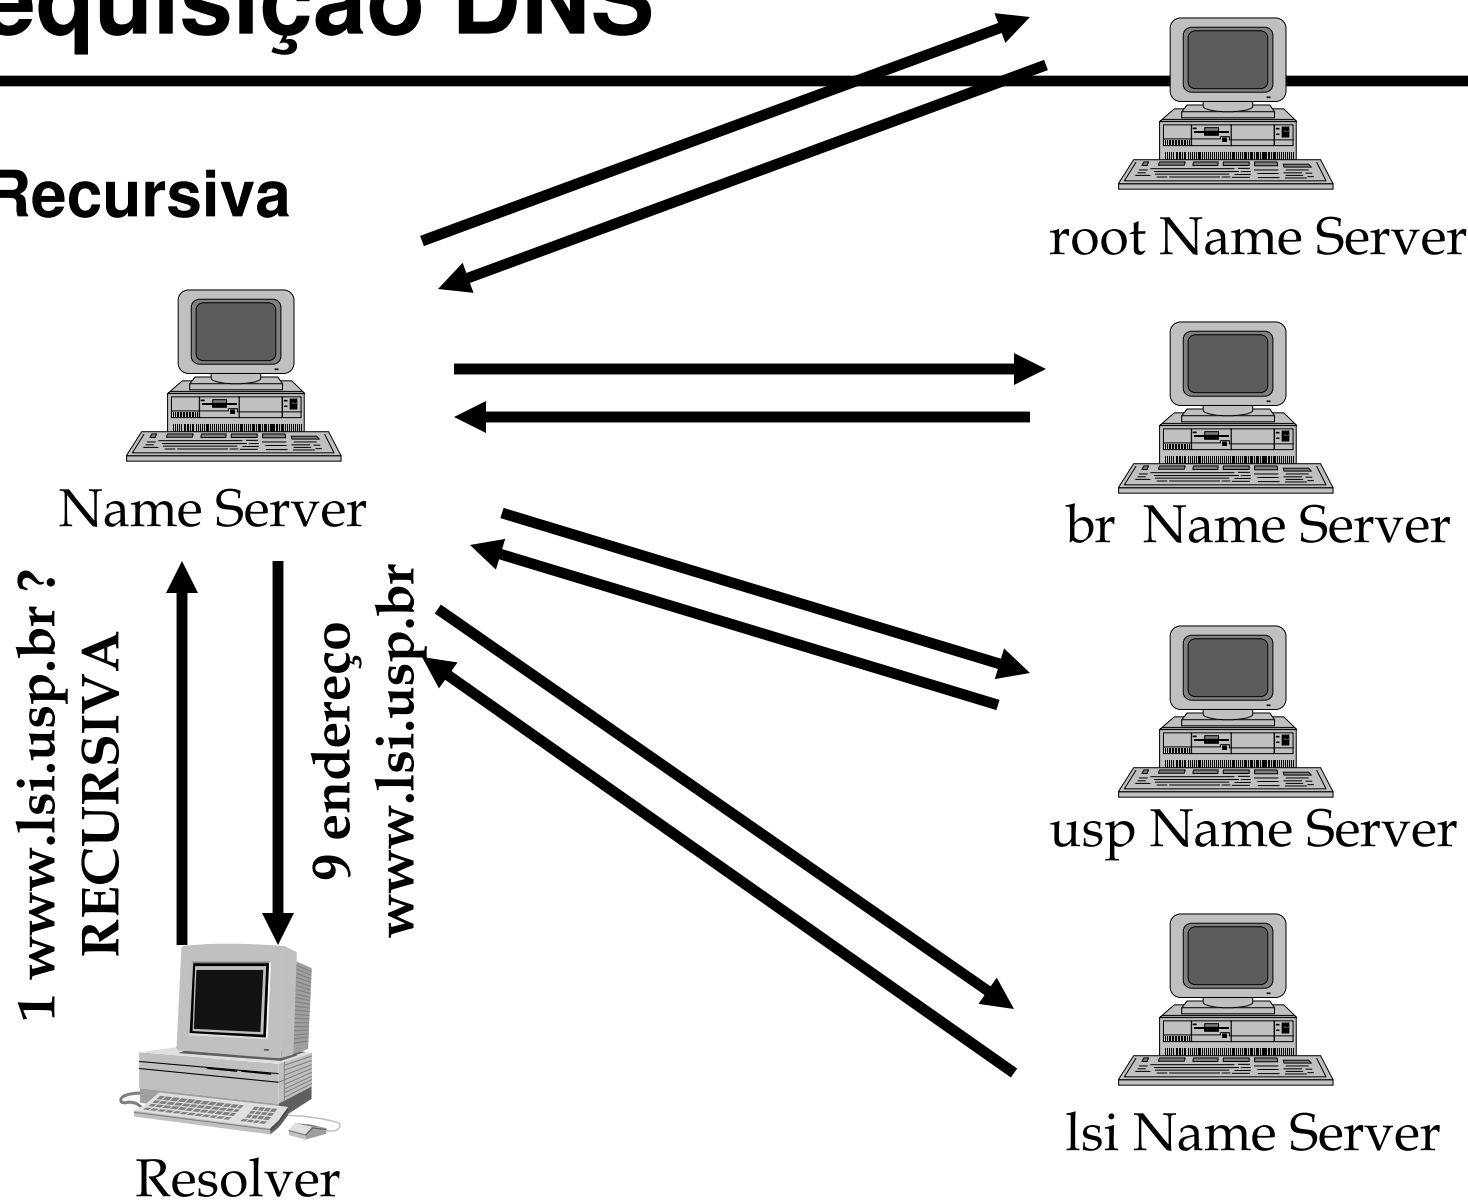 equisição DNS
Recursiva
root Name Server
Name Server
br Name Server
1 www.lsi.usp.br ?
RECURSIVA
9 endereço
www.lsi.usp.br
usp Name Server
lsi Name Server
Resolver